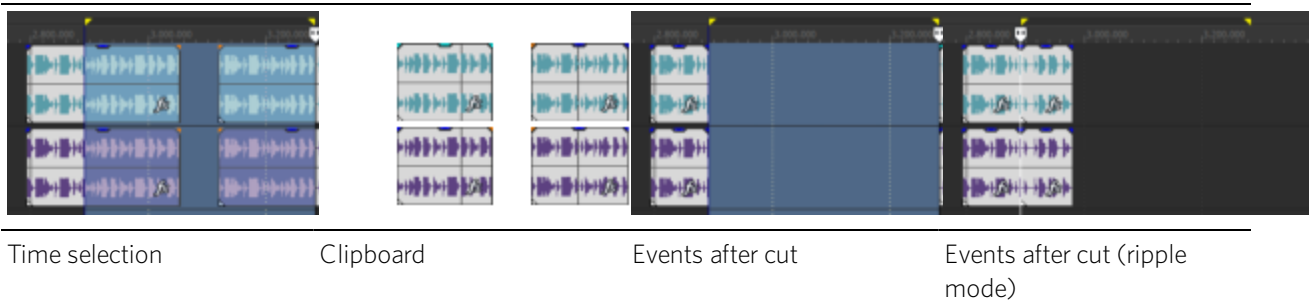 Time selection
Clipboard
Events after cut
Events after cut (ripple
mode)